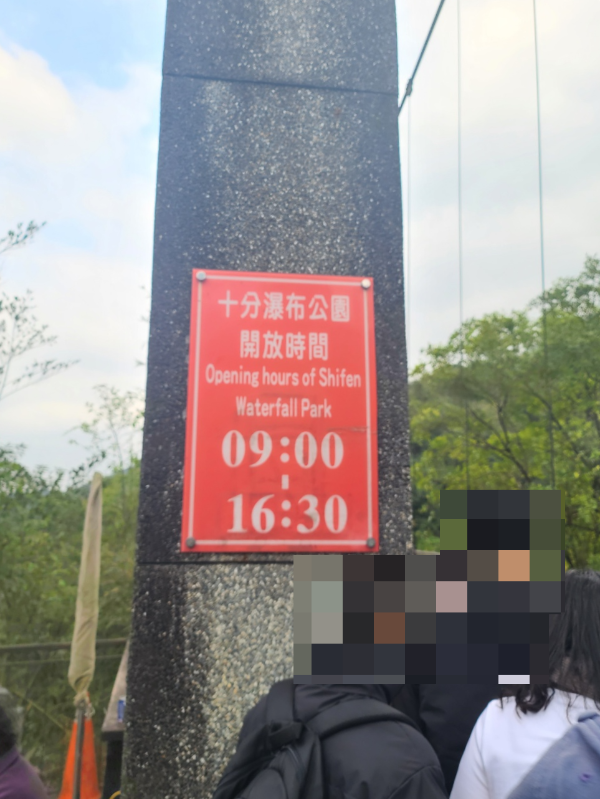 十分瀑布公園
開放時間
Opening hours of Shifen
Waterfall Park
09:00
-
16:30